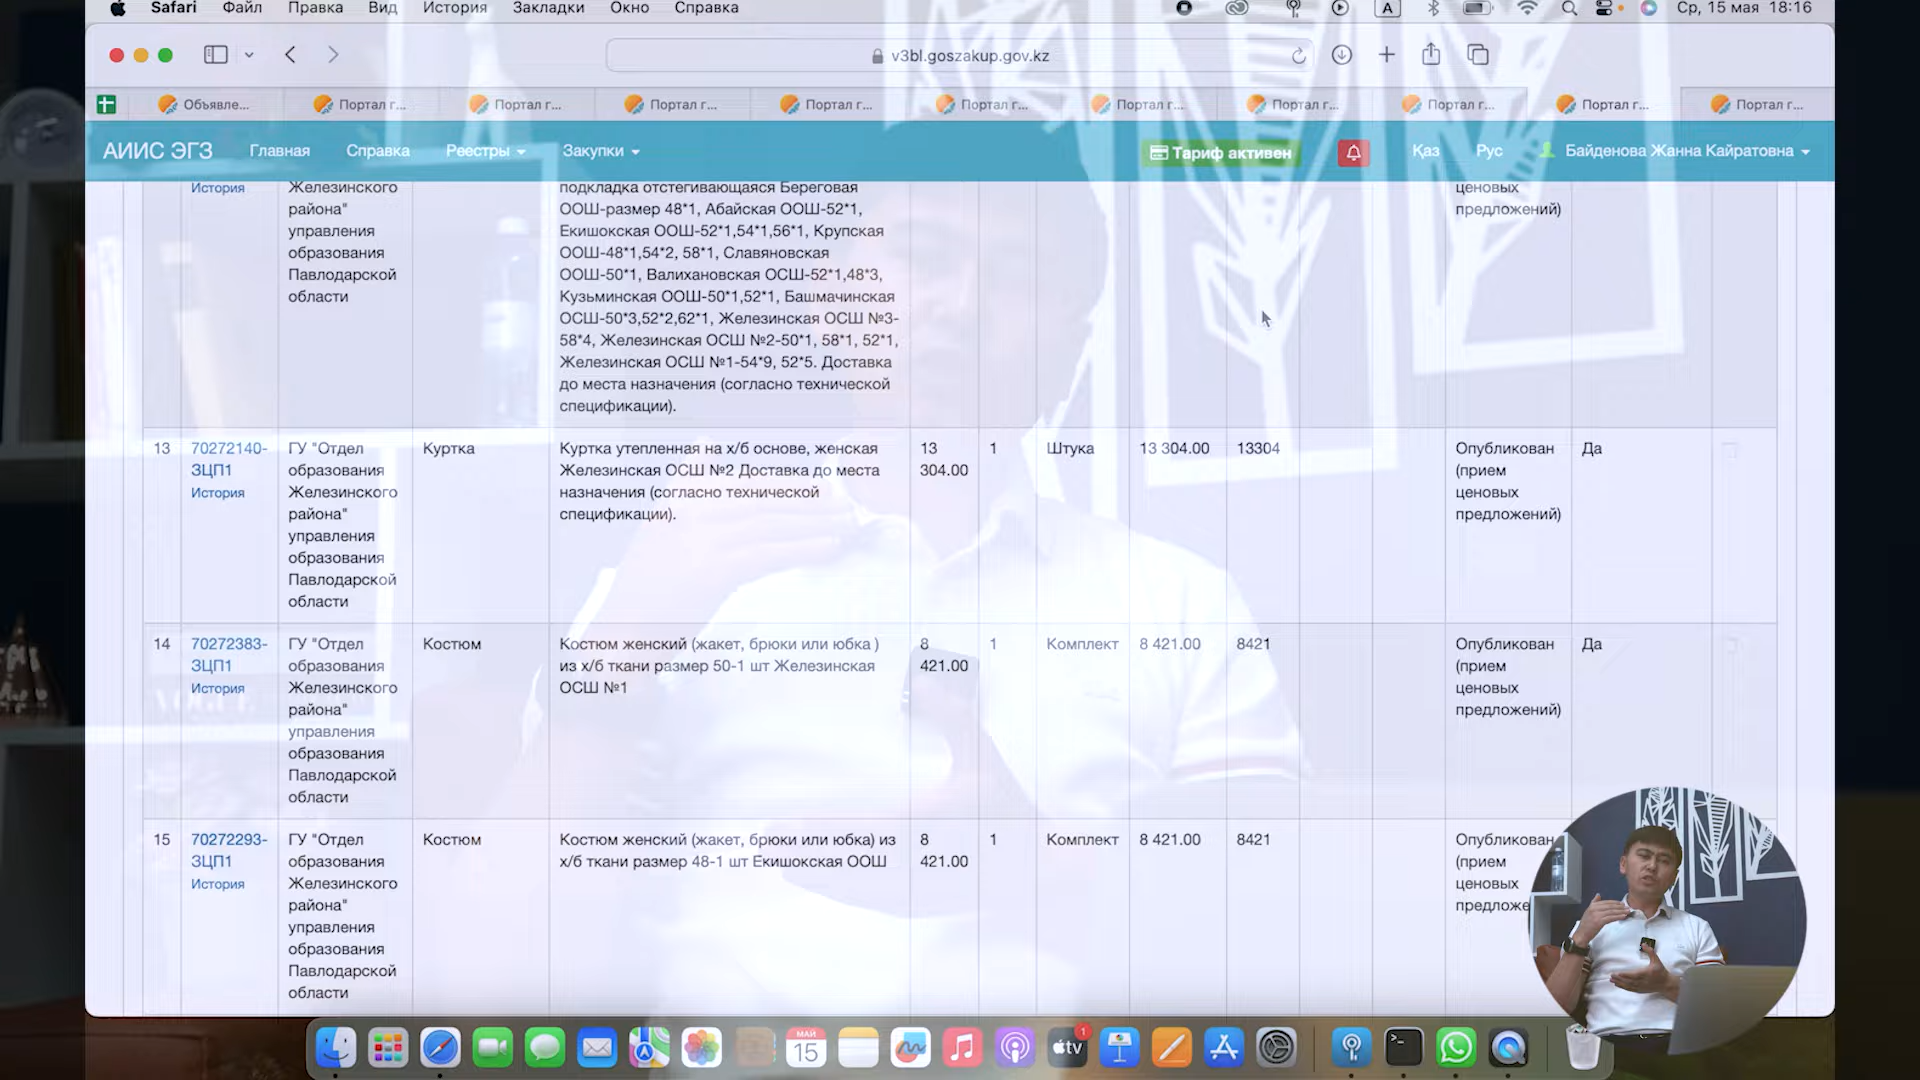 Safari Файл Правка Вид История Закладки Окно Справка A Ср, 15 мая 18:16
v3bl.goszakup.gov.kz
Объявле... Портал г... Портал г... Портал г... Портал г... Портал г... Портал г... Портал г... Портал г... Портал г... Портал г...
АИИС ЭГЗ Главная Справка Реестры Закупки Тариф активен Қаз Рус Байденова Жанна Кайратовна
История
Железинского
района"
управления
образования
Павлодарской
области
подкладка отстегивающаяся Береговая
ООШ-размер 48*1, Абайская ООШ-52*1,
Екишокская ООШ-52*1,54*1,56*1, Крупская
ООШ-48*1,54*2, 58*1, Славяновская
ООШ-50*1, Валихановская ОСШ-52*1,48*3,
Кузьминская ООШ-50*1,52*1, Башмачинская
ОСШ-50*3,52*2,62*1, Железинская ОСШ №3-
58*4, Железинская ОСШ №2-50*1, 58*1, 52*1,
Железинская ОСШ №1-54*9, 52*5. Доставка
до места назначения (согласно технической
спецификации).
ценовых
предложений)
13
70272140-
ЗЦП1
История
ГУ "Отдел
образования
Железинского
района"
управления
образования
Павлодарской
области
Куртка
Куртка утепленная на х/б основе, женская
Железинская ОСШ №2 Доставка до места
назначения (согласно технической
спецификации).
13
304.00
1
Штука
13 304.00
13304
Опубликован
(прием
ценовых
предложений)
Да
14
70272383-
ЗЦП1
История
ГУ "Отдел
образования
Железинского
района"
управления
образования
Павлодарской
области
Костюм
Костюм женский (жакет, брюки или юбка )
из х/б ткани размер 50-1 шт Железинская
ОСШ №1
8
421.00
1
Комплект
8 421.00
8421
Опубликован
(прием
ценовых
предложений)
Да
15
70272293-
ЗЦП1
История
ГУ "Отдел
образования
Железинского
района"
управления
образования
Павлодарской
области
Костюм
Костюм женский (жакет, брюки или юбка) из
х/б ткани размер 48-1 шт Екишокская ООШ
8
421.00
1
Комплект
8 421.00
8421
Опубликован
(прием
ценовых
предложе
МАЙ
15
tv
1